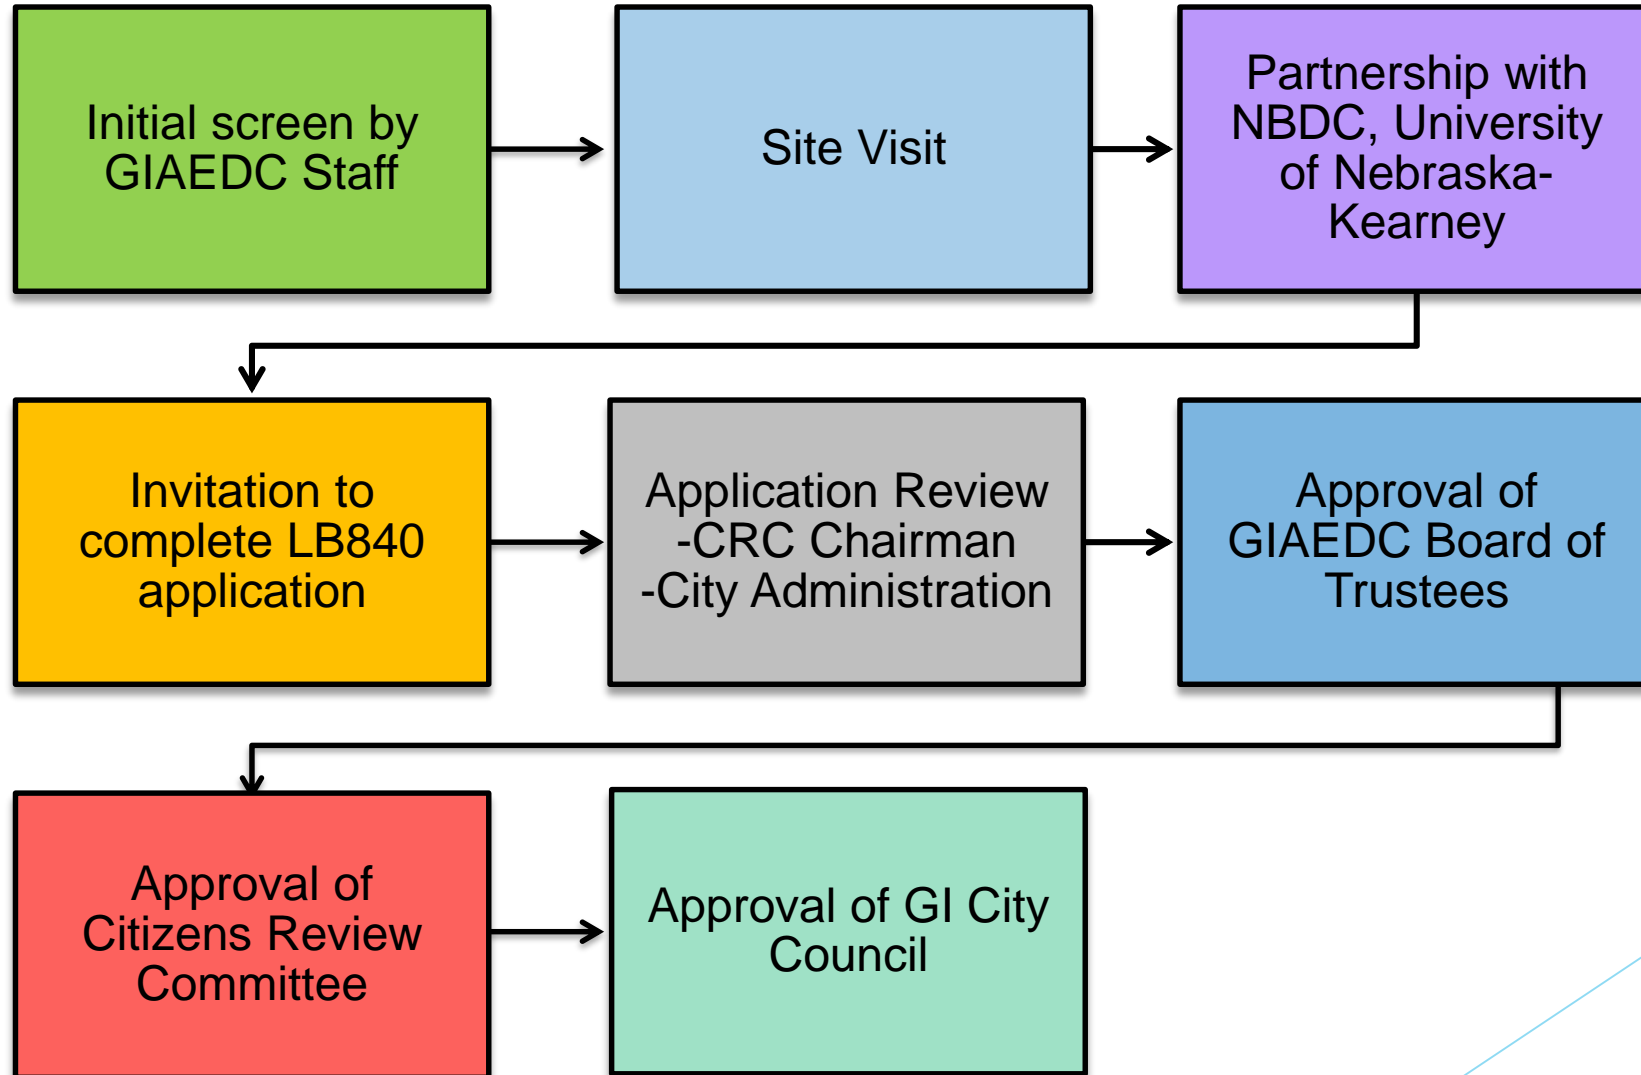 Initial screen by
GIAEDC Staff
Site Visit
Partnership with
NBDC, University
of Nebraska-
Kearney
Invitation to
complete LB840
application
Application Review
-CRC Chairman
-City Administration
Approval of
GIAEDC Board of
Trustees
Approval of
Citizens Review
Committee
Approval of GI City
Council